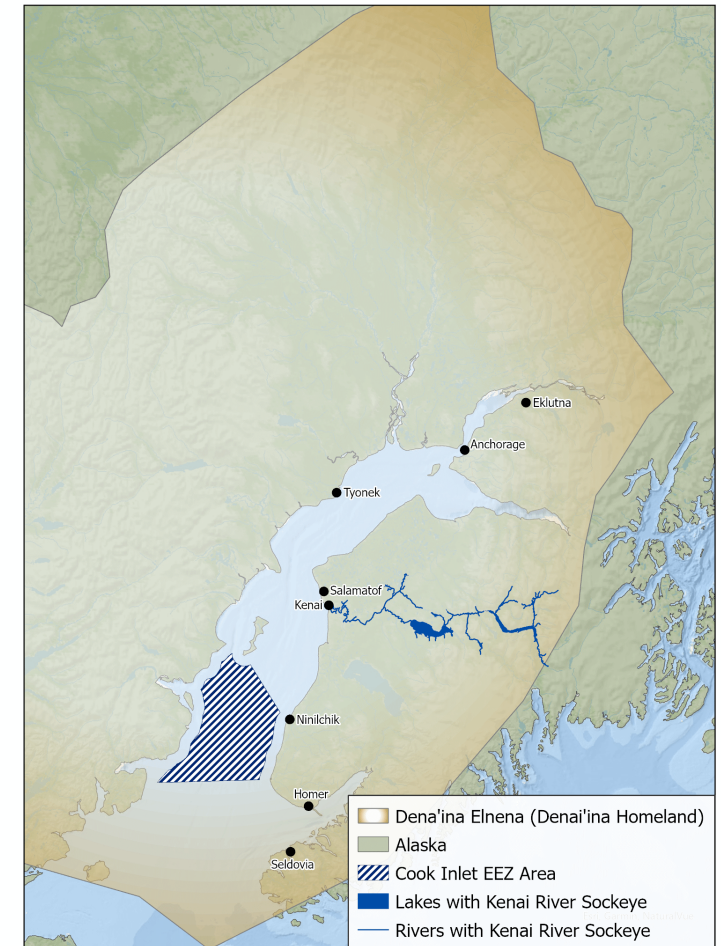 Eklutna
Anchorage
Tyonek
Salamatof
Kenai
Ninilchik
Homer
Seldovia
Dena'ina Elnena (Denai'ina Homeland)
Alaska
Cook Inlet EEZ Area
Lakes with Kenai River Sockeye
Rivers with Kenai River Sockeye